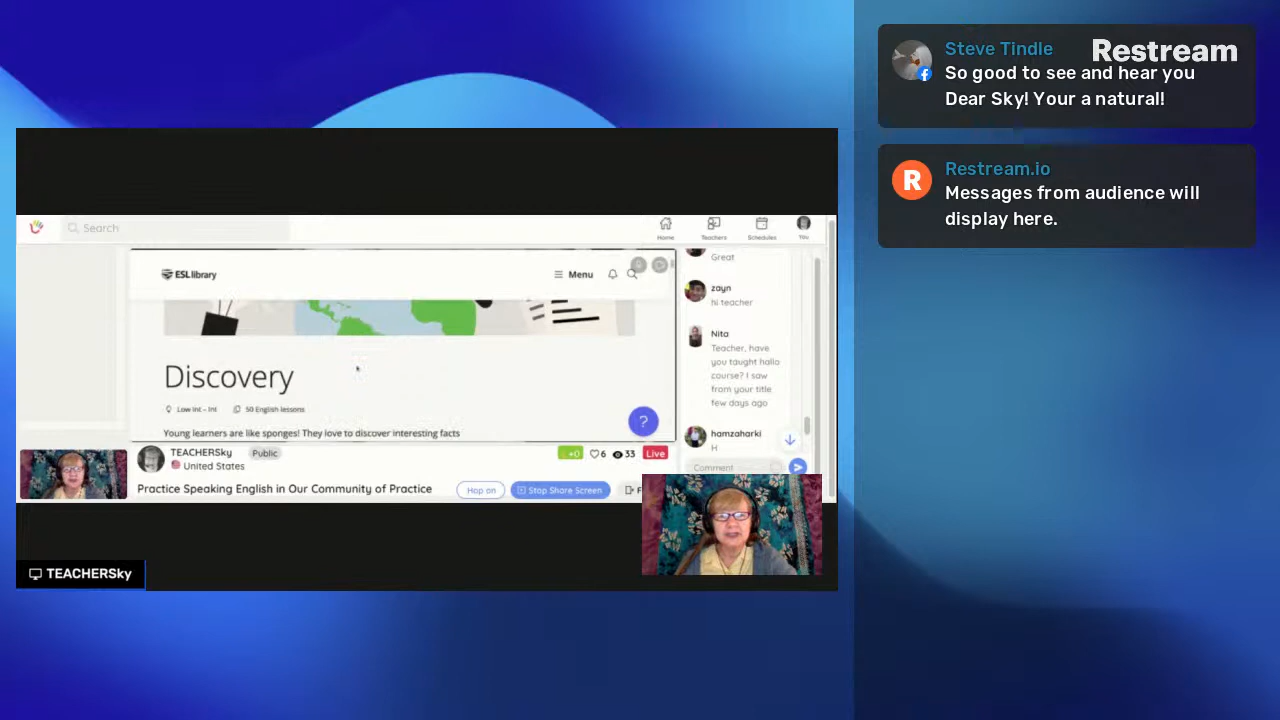 Search
Home
Teachers
Schedules
You
ESL library
Menu
Discovery
Low Int – Int
50 English lessons
Young learners are like sponges! They love to discover interesting facts
?
Great
zayn
hi teacher
Nita
Teacher, have
you taught hallo
course? I saw
from your title
few days ago
hamzaharki
H
Comment
TEACHERSky
Public
United States
+0
6
33
Live
Practice Speaking English in Our Community of Practice
Hop on
Stop Share Screen
F
TEACHERSky
Restream
Steve Tindle
So good to see and hear you
Dear Sky! Your a natural!
R
Restream.io
Messages from audience will
display here.